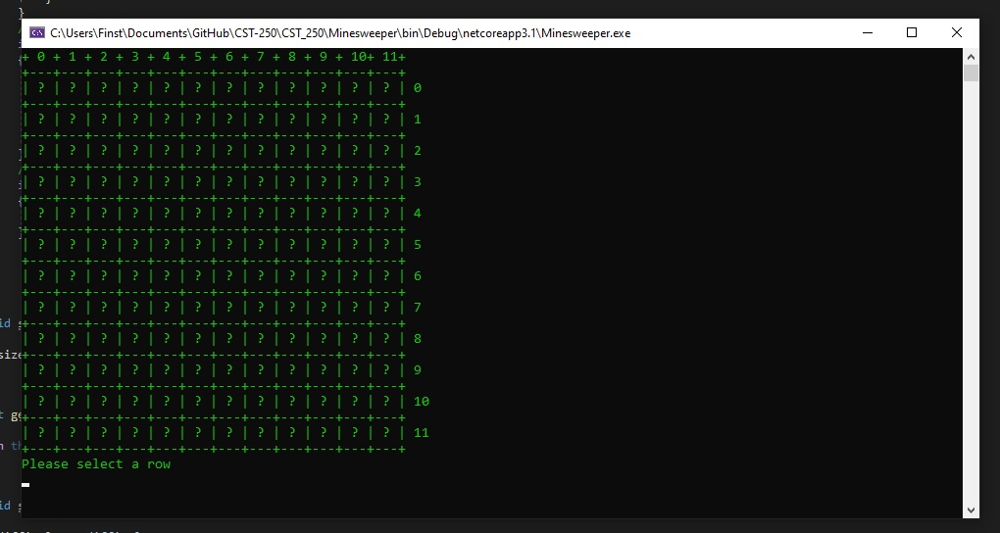 C:\Users\Finst\Documents\GitHub\CST-250\CST_250\Minesweeper\bin\Debug\netcoreapp3.1\Minesweeper.exe
+ 0 + 1 + 2 + 3 + 4 + 5 + 6 + 7 + 8 + 9 + 10+ 11+
+---+---+---+---+---+---+---+---+---+---+---+---+
| ? | ? | ? | ? | ? | ? | ? | ? | ? | ? | ? | ? | 0
+---+---+---+---+---+---+---+---+---+---+---+---+
| ? | ? | ? | ? | ? | ? | ? | ? | ? | ? | ? | ? | 1
+---+---+---+---+---+---+---+---+---+---+---+---+
| ? | ? | ? | ? | ? | ? | ? | ? | ? | ? | ? | ? | 2
+---+---+---+---+---+---+---+---+---+---+---+---+
| ? | ? | ? | ? | ? | ? | ? | ? | ? | ? | ? | ? | 3
+---+---+---+---+---+---+---+---+---+---+---+---+
| ? | ? | ? | ? | ? | ? | ? | ? | ? | ? | ? | ? | 4
+---+---+---+---+---+---+---+---+---+---+---+---+
| ? | ? | ? | ? | ? | ? | ? | ? | ? | ? | ? | ? | 5
+---+---+---+---+---+---+---+---+---+---+---+---+
| ? | ? | ? | ? | ? | ? | ? | ? | ? | ? | ? | ? | 6
+---+---+---+---+---+---+---+---+---+---+---+---+
| ? | ? | ? | ? | ? | ? | ? | ? | ? | ? | ? | ? | 7
+---+---+---+---+---+---+---+---+---+---+---+---+
| ? | ? | ? | ? | ? | ? | ? | ? | ? | ? | ? | ? | 8
+---+---+---+---+---+---+---+---+---+---+---+---+
| ? | ? | ? | ? | ? | ? | ? | ? | ? | ? | ? | ? | 9
+---+---+---+---+---+---+---+---+---+---+---+---+
| ? | ? | ? | ? | ? | ? | ? | ? | ? | ? | ? | ? | 10
+---+---+---+---+---+---+---+---+---+---+---+---+
| ? | ? | ? | ? | ? | ? | ? | ? | ? | ? | ? | ? | 11
+---+---+---+---+---+---+---+---+---+---+---+---+
Please select a row